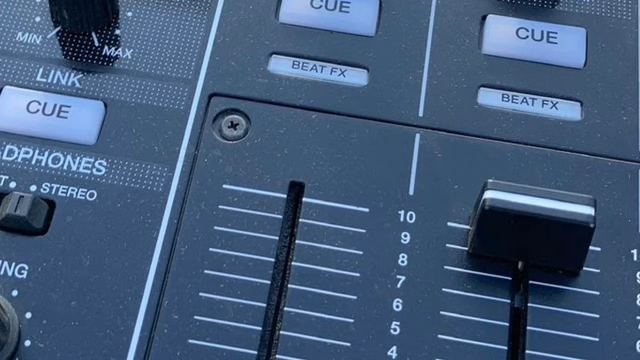 CUE
CUE
MIN
MAX
BEAT FX
LINK
BEAT FX
CUE
DPHONES
STEREO
10
9
8
7
6
5
4